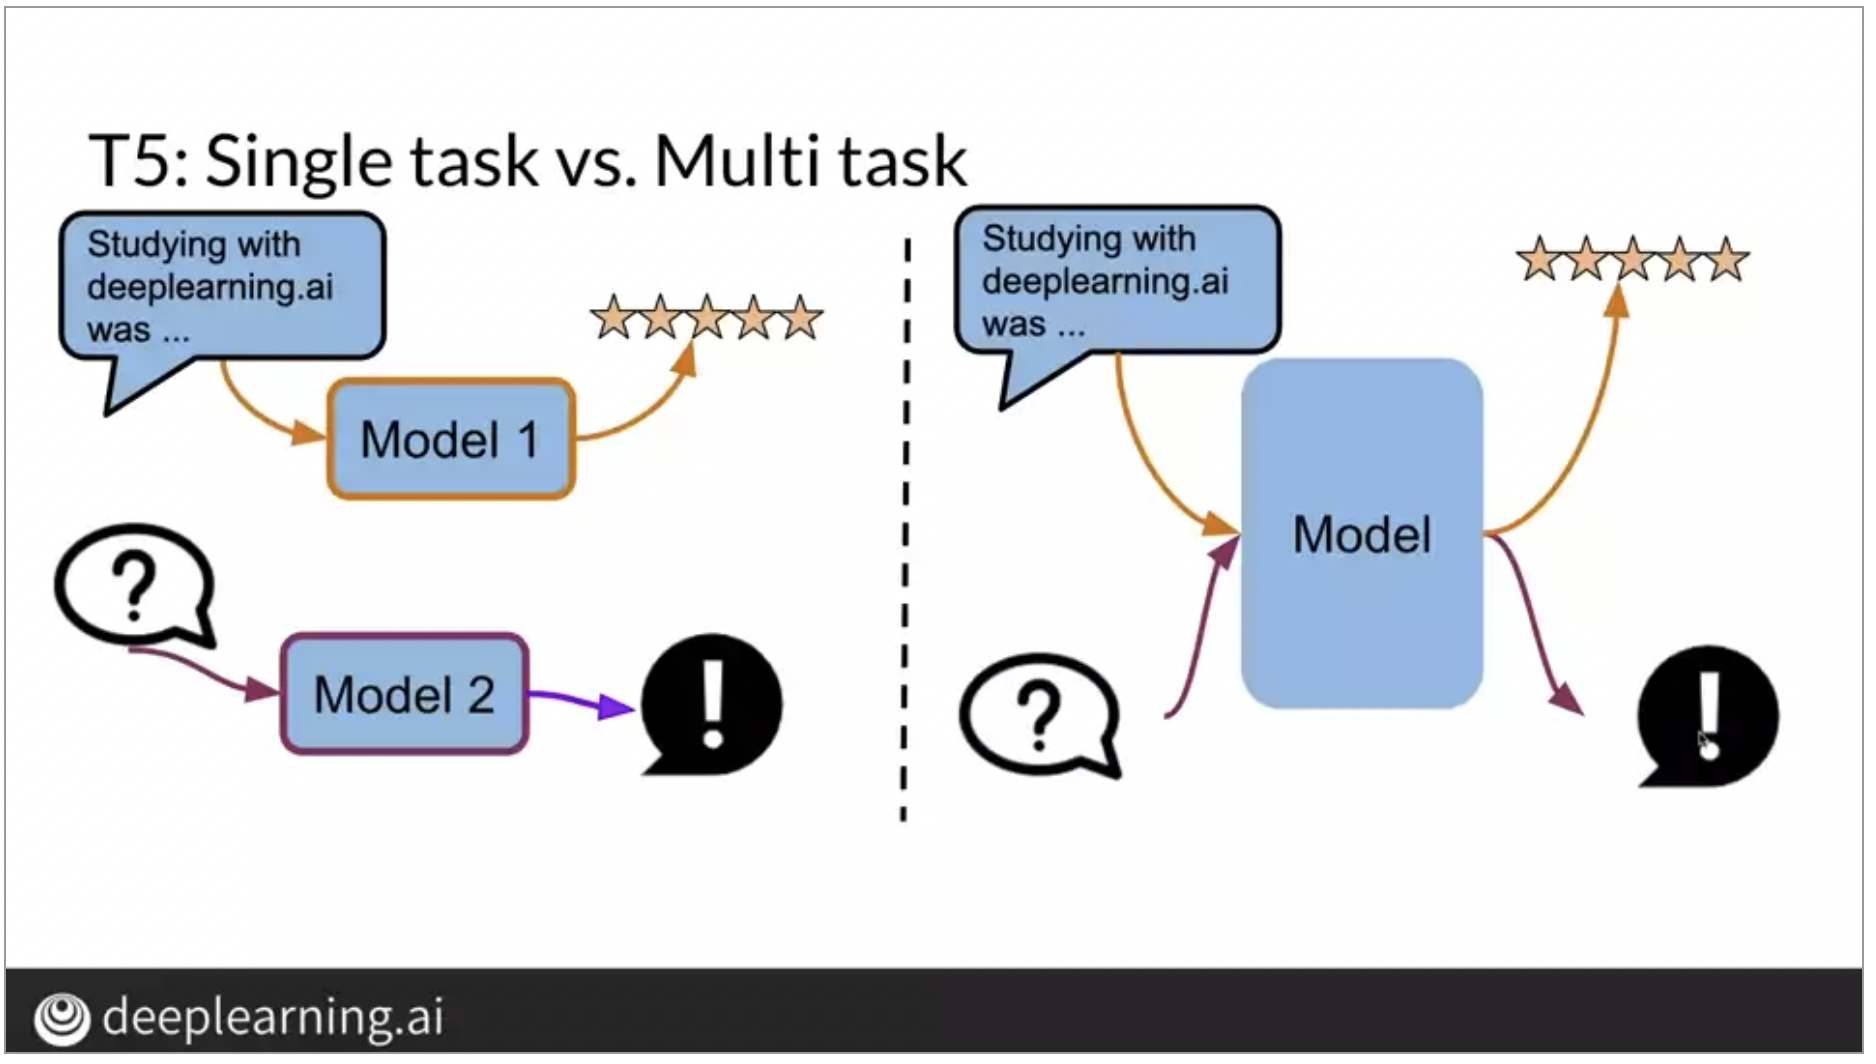 T5: Single task vs. Multi task
Studying with
deeplearning.ai
was ...
Model 1
?
Model 2
!
Studying with
deeplearning.ai
was ...
Model
?
!
deeplearning.ai